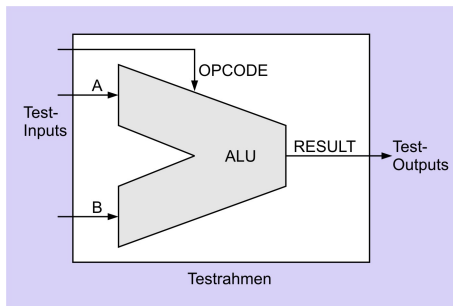 OPCODE
A
Test-
Inputs
ALU
RESULT
Test-
Outputs
B
Testrahmen